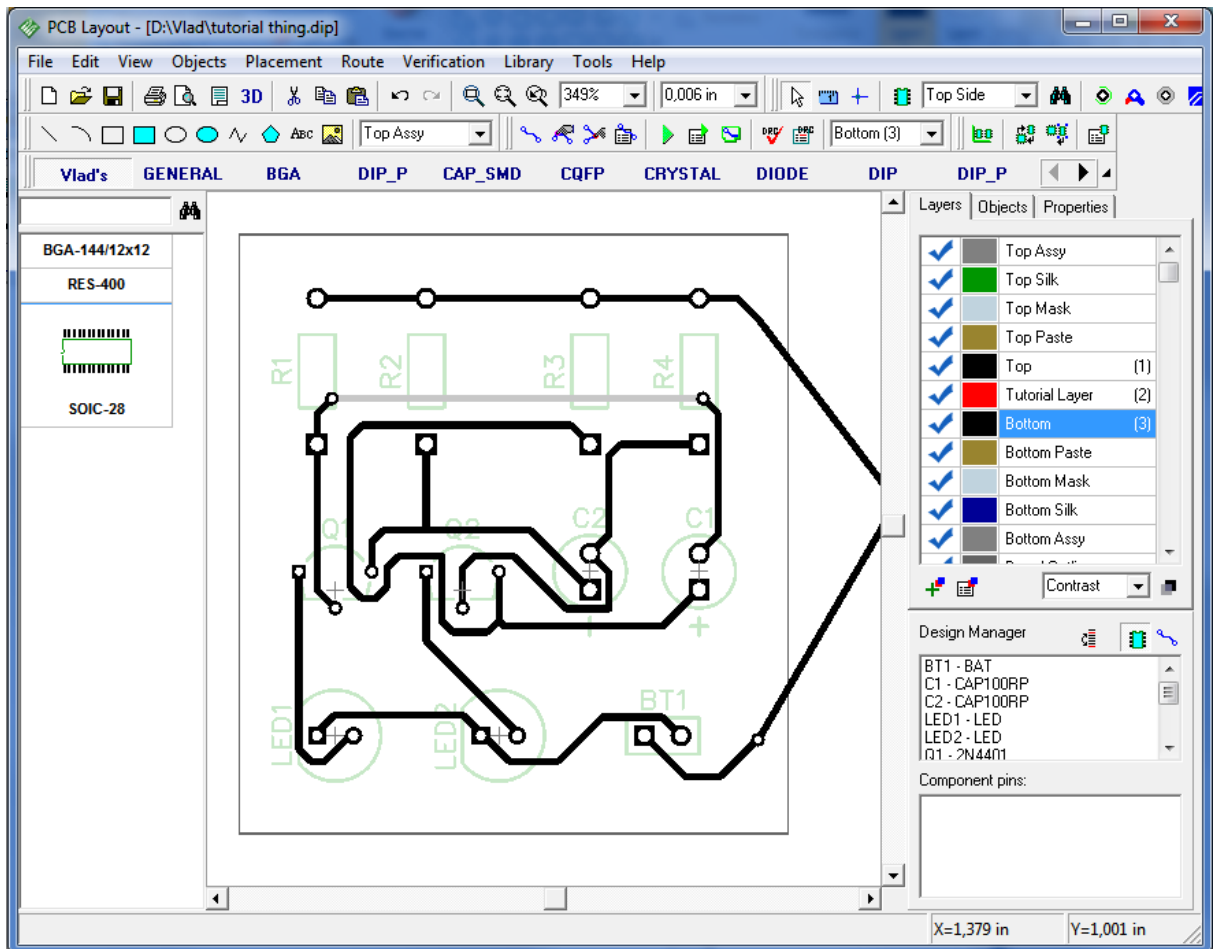 PCB Layout - [D:\Vlad\tutorial thing.dip]
File Edit View Objects Placement Route Verification Library Tools Help
3D 349% 0,006 in Top Side
ABC Top Assy DRC DRC Bottom (3)
Vlad's GENERAL BGA DIP_P CAP_SMD CQFP CRYSTAL DIODE DIP DIP_P
BGA-144/12x12
RES-400
SOIC-28
R1 R2 R3 R4
Q1 Q2 C2 C1
+ +
LED1 LED2 BT1
Layers Objects Properties
Top Assy
Top Silk
Top Mask
Top Paste
Top (1)
Tutorial Layer (2)
Bottom (3)
Bottom Paste
Bottom Mask
Bottom Silk
Bottom Assy
Contrast
Design Manager
BT1 - BAT
C1 - CAP100RP
C2 - CAP100RP
LED1 - LED
LED2 - LED
Q1 - 2N4401
Component pins:
X=1,379 in Y=1,001 in